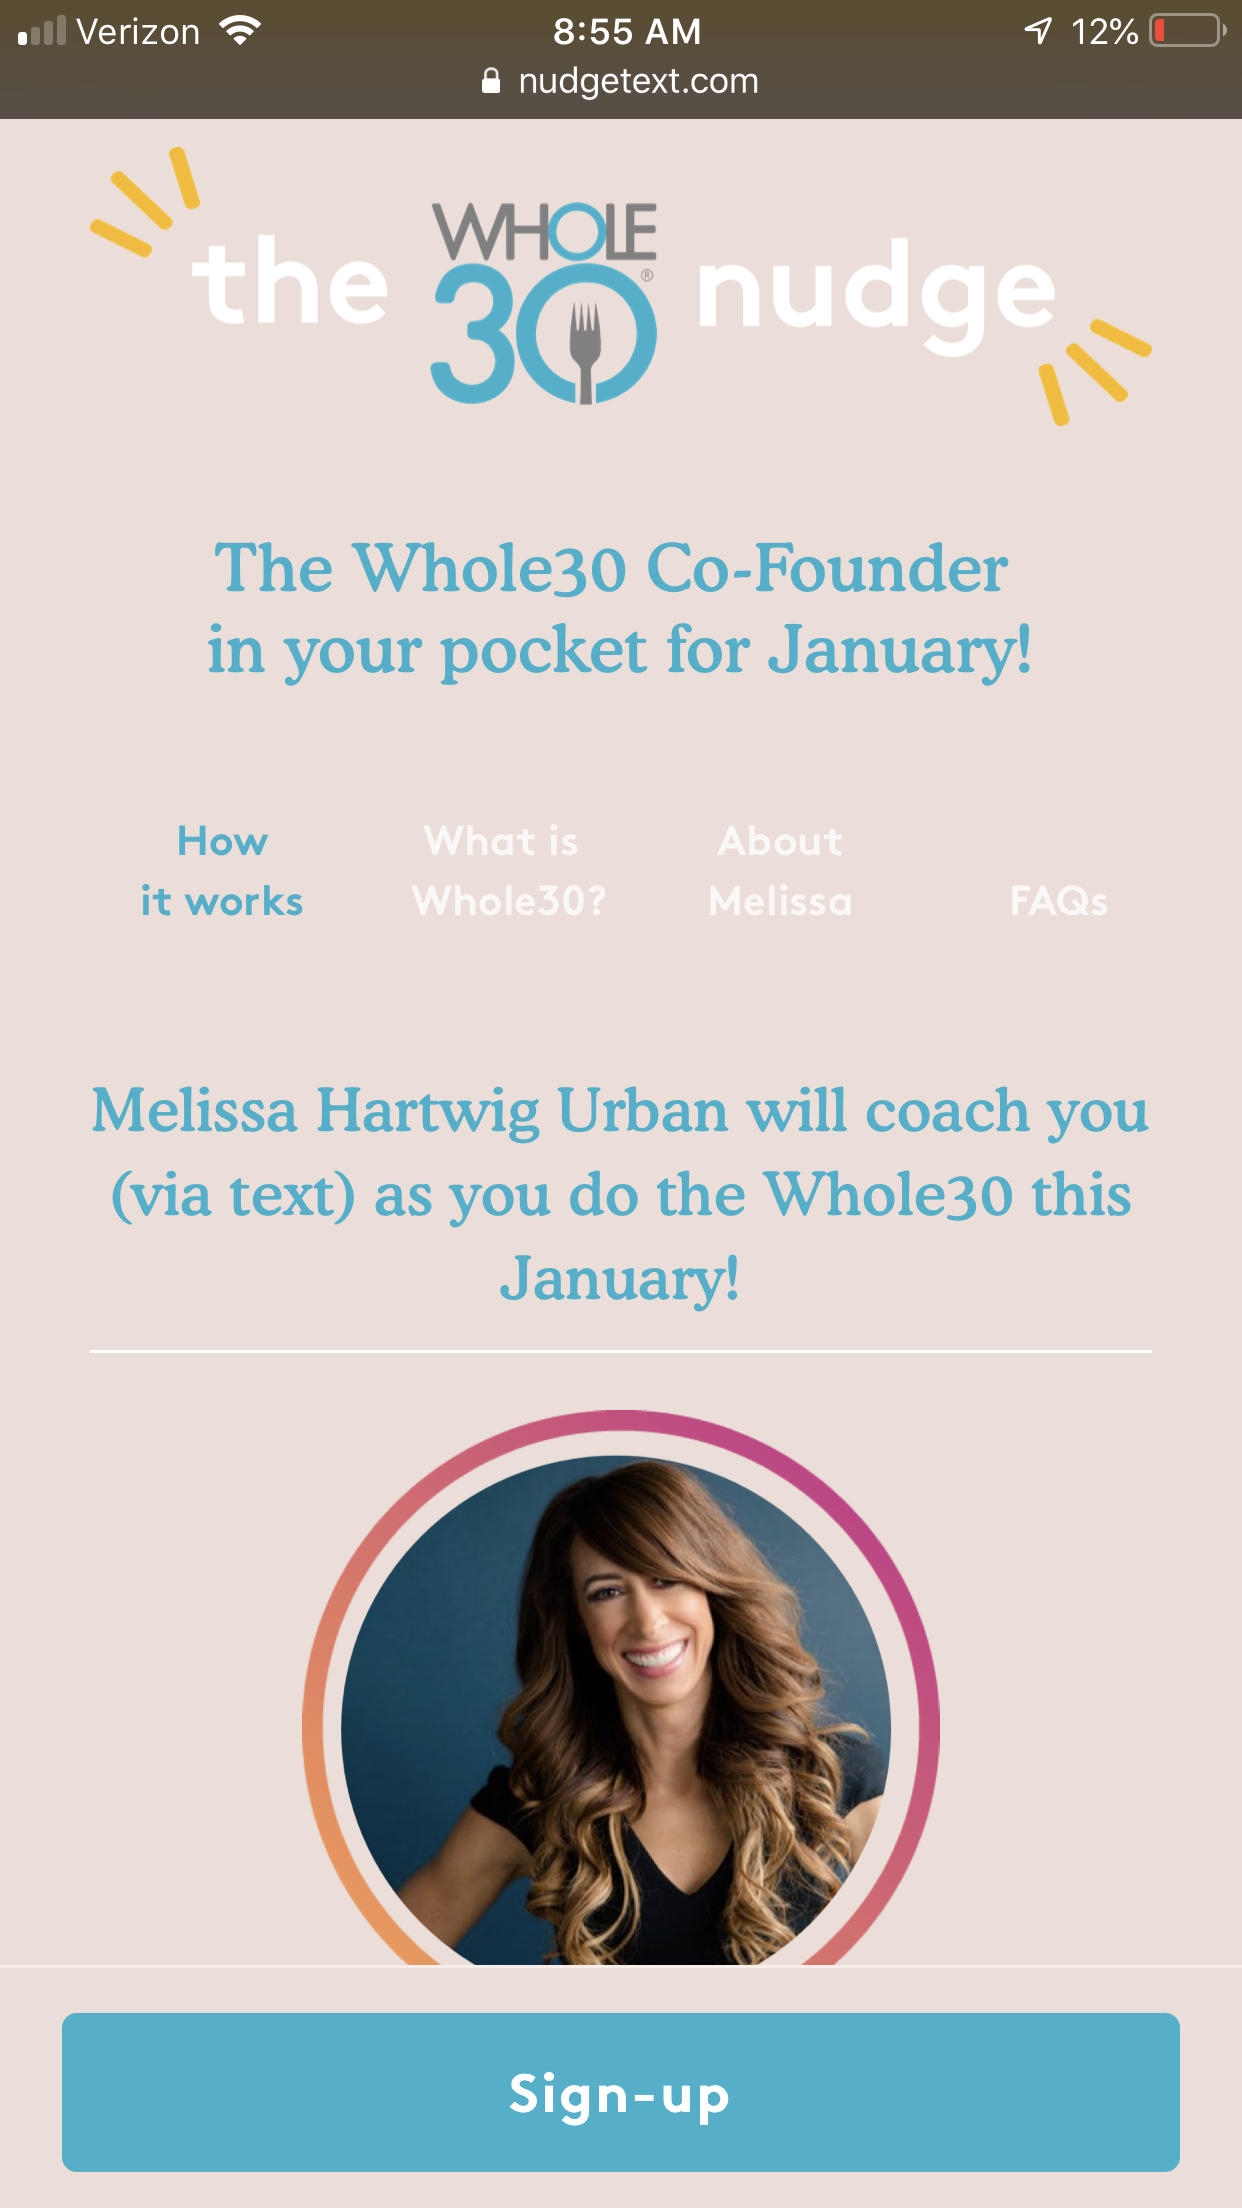 Verizon 8:55 AM 12%
nudgetext.com
the WHOLE 30® nudge
The Whole30 Co-Founder
in your pocket for January!
How it works
What is Whole30?
About Melissa
FAQs
Melissa Hartwig Urban will coach you
(via text) as you do the Whole30 this
January!
Sign-up